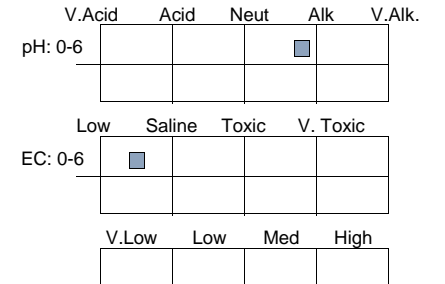 V.Acid Acid Neut Alk V.Alk.
pH: 0-6
Low Saline Toxic V. Toxic
EC: 0-6
V.Low Low Med High